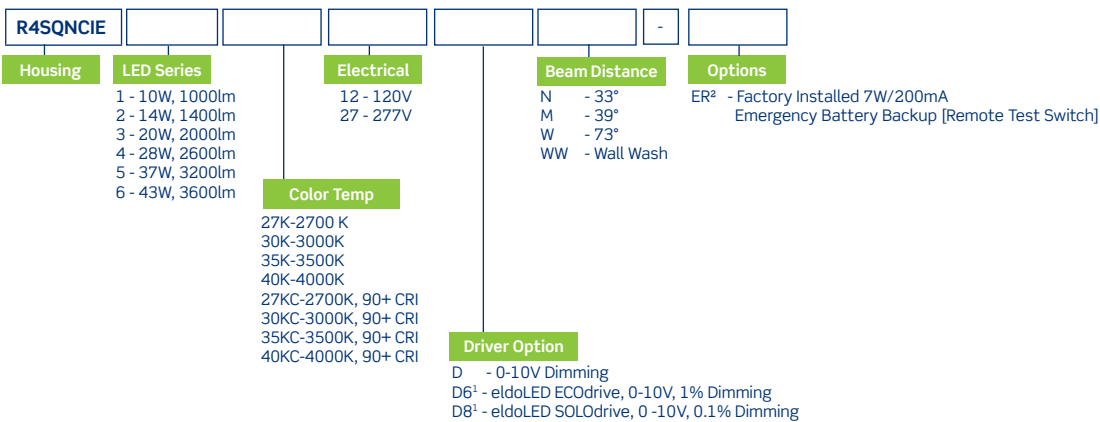 R4SQNCIE
-
Housing
LED Series
1 - 10W, 1000lm
2 - 14W, 1400lm
3 - 20W, 2000lm
4 - 28W, 2600lm
5 - 37W, 3200lm
6 - 43W, 3600lm
Color Temp
27K-2700 K
30K-3000K
35K-3500K
40K-4000K
27KC-2700K, 90+ CRI
30KC-3000K, 90+ CRI
35KC-3500K, 90+ CRI
40KC-4000K, 90+ CRI
Electrical
12 - 120V
27 - 277V
Driver Option
D - 0-10V Dimming
D6¹ - eldoLED ECOdrive, 0-10V, 1% Dimming
D8¹ - eldoLED SOLOdrive, 0 -10V, 0.1% Dimming
Beam Distance
N - 33°
M - 39°
W - 73°
WW - Wall Wash
Options
ER² - Factory Installed 7W/200mA
Emergency Battery Backup [Remote Test Switch]